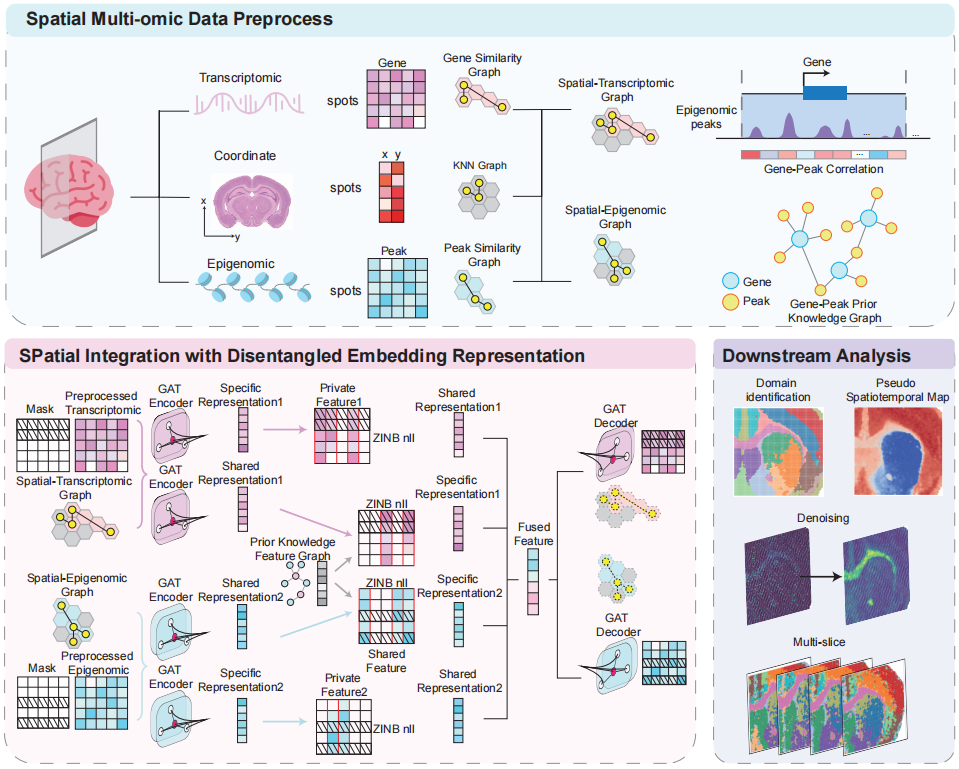 Spatial Multi-omic Data Preprocess
Transcriptomic
Coordinate
x
y
Epigenomic
Gene
spots
x y
spots
Peak
spots
Gene Similarity
Graph
KNN Graph
Peak Similarity
Graph
Spatial-Transcriptomic
Graph
Spatial-Epigenomic
Graph
Gene
Epigenomic
peaks
... ...
...
Gene-Peak Correlation
Gene
Peak
Gene-Peak Prior
Knowledge Graph
SPatial Integration with Disentangled Embedding Representation
Mask
Preprocessed
Transcriptomic
Spatial-Transcriptomic
Graph
GAT
Encoder
GAT
Encoder
Specific
Representation1
Shared
Representation1
Private
Feature1
ZINB nll
Shared
Representation1
ZINB nll
Specific
Representation1
Prior Knowledge
Feature Graph
Spatial-Epigenomic
Graph
Mask
Preprocessed
Epigenomic
GAT
Encoder
GAT
Encoder
Shared
Representation2
Specific
Representation2
ZINB nll
Shared
Feature
Specific
Representation2
Private
Feature2
ZINB nll
Shared
Representation2
Fused
Feature
GAT
Decoder
GAT
Decoder
Downstream Analysis
Domain
identification
Pseudo
Spatiotemporal Map
Denoising
Multi-slice